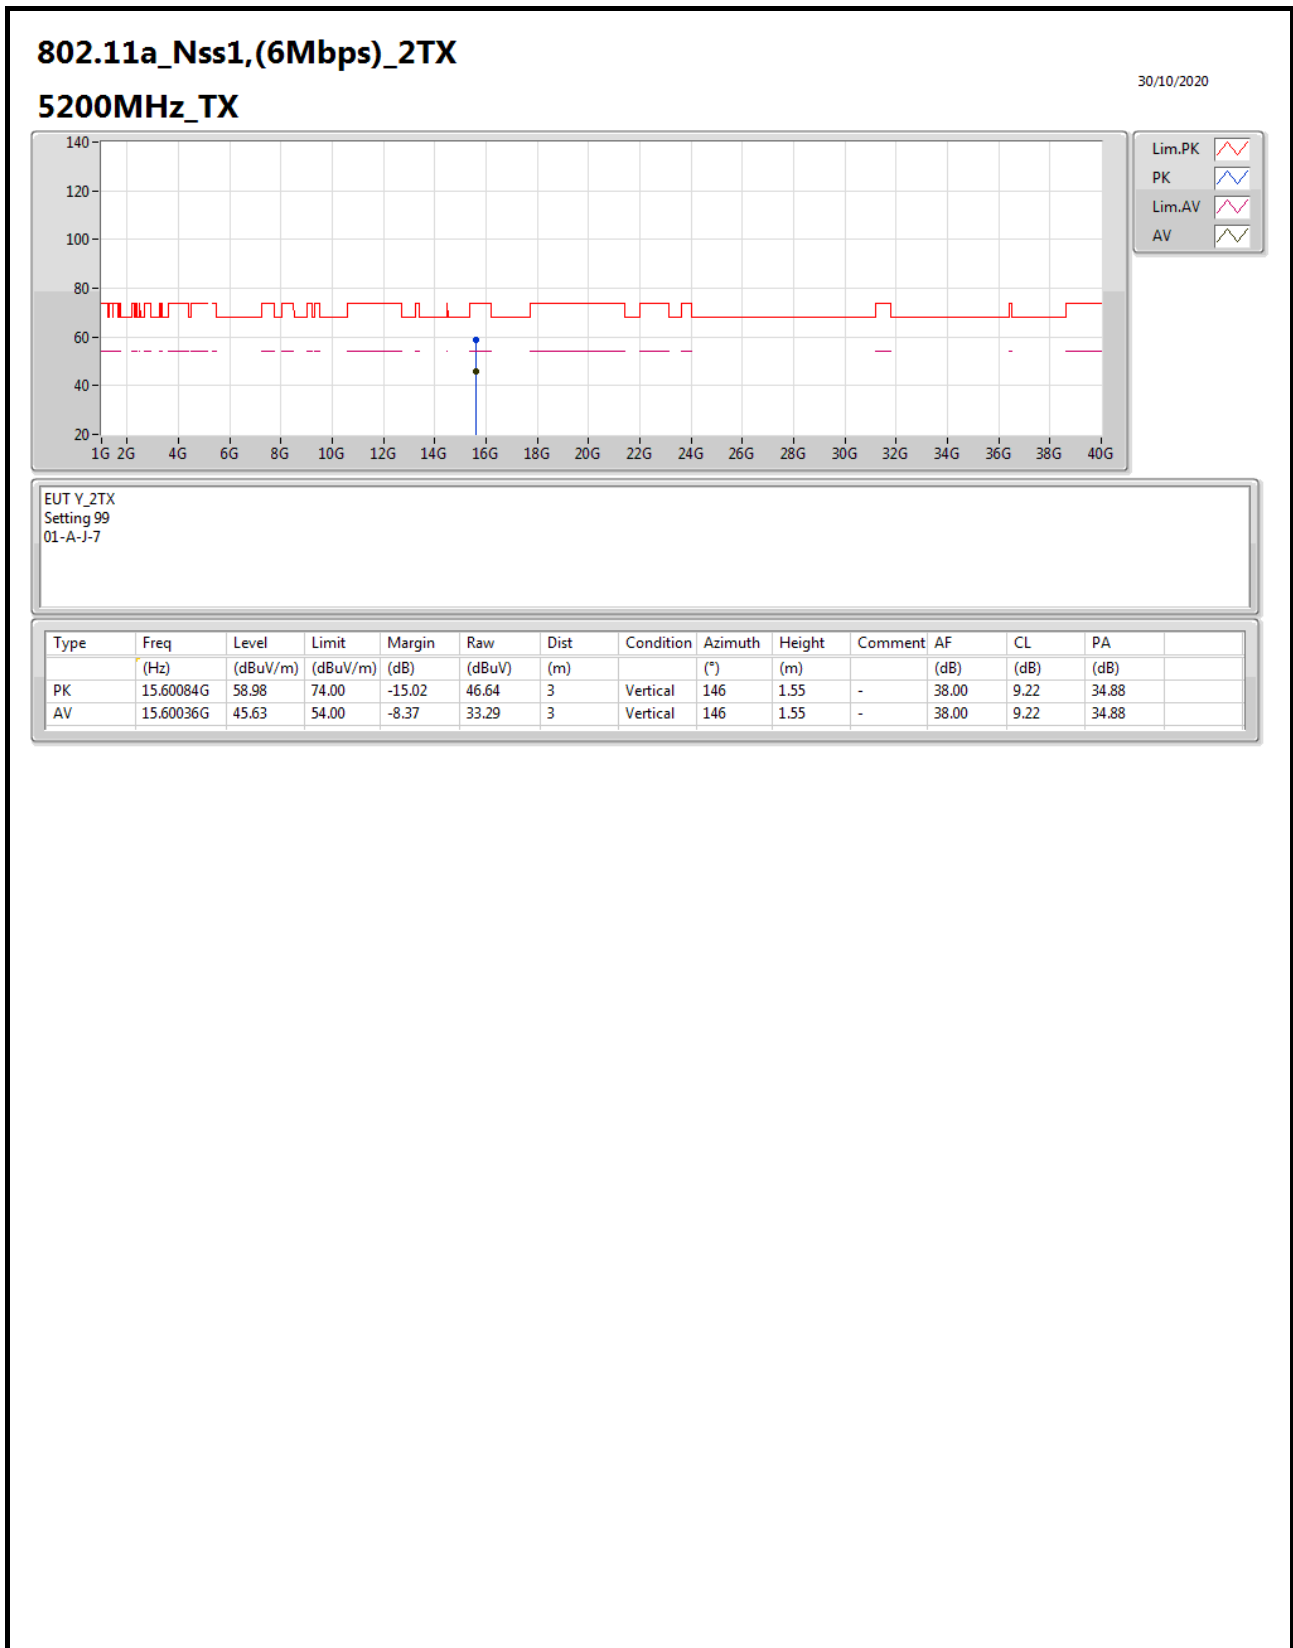 802.11a_Nss1,(6Mbps)_2TX
30/10/2020
5200MHz_TX
140
120
100
80
60
40
20
1G 2G 4G 6G 8G 10G 12G 14G 16G 18G 20G 22G 24G 26G 28G 30G 32G 34G 36G 38G 40G
Lim.PK
PK
Lim.AV
AV
EUT Y_2TX
Setting 99
01-A-J-7
Type Freq Level Limit Margin Raw Dist Condition Azimuth Height Comment AF CL PA
(Hz) (dBuV/m) (dBuV/m) (dB) (dBuV) (m) (°) (m) (dB) (dB) (dB)
PK 15.60084G 58.98 74.00 -15.02 46.64 3 Vertical 146 1.55 - 38.00 9.22 34.88
AV 15.60036G 45.63 54.00 -8.37 33.29 3 Vertical 146 1.55 - 38.00 9.22 34.88